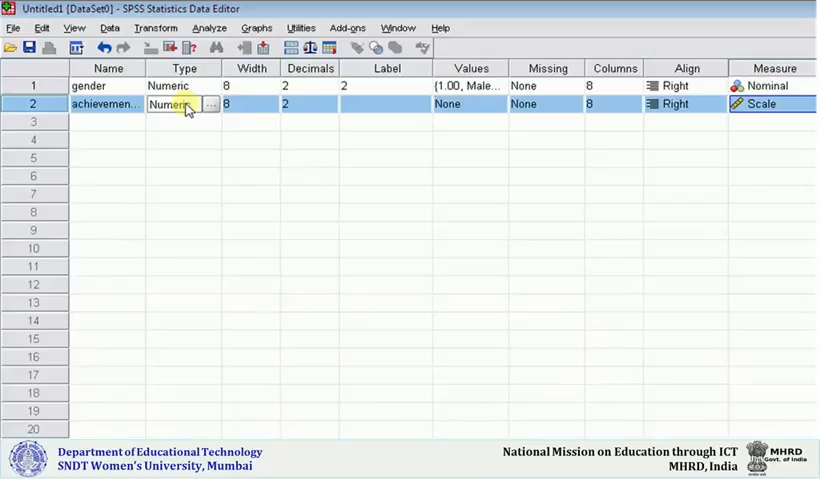 Untitled1 [DataSet0] - SPSS Statistics Data Editor
File Edit View Data Transform Analyze Graphs Utilities Add-ons Window Help
Name Type Width Decimals Label Values Missing Columns Align Measure
1 gender Numeric 8 2 2 {1.00, Male... None 8 Right Nominal
2 achievemen... Numeric ... 8 2 None None 8 Right Scale
3
4
5
6
7
8
9
10
11
12
13
14
15
16
17
18
19
20
Department of Educational Technology
SNDT Women's University, Mumbai
National Mission on Education through ICT
MHRD, India
MHRD
Govt. of India